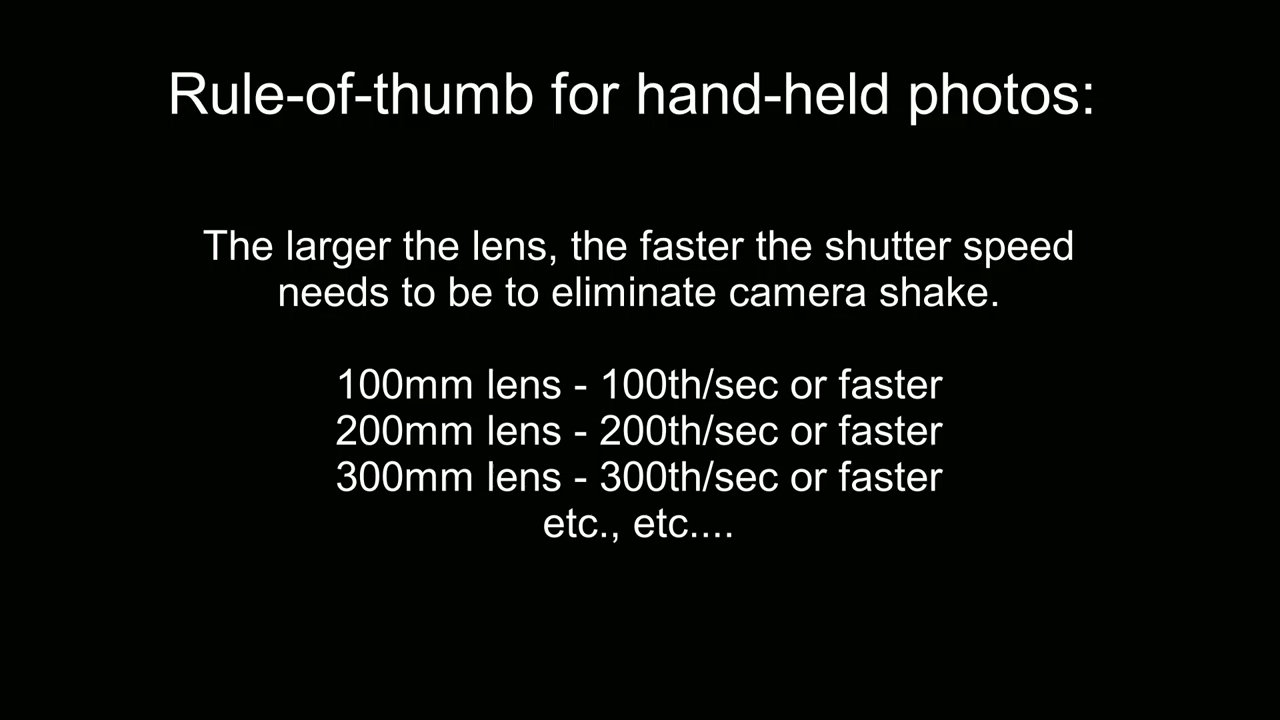 Rule-of-thumb for hand-held photos:
The larger the lens, the faster the shutter speed
needs to be to eliminate camera shake.
100mm lens - 100th/sec or faster
200mm lens - 200th/sec or faster
300mm lens - 300th/sec or faster
etc., etc....